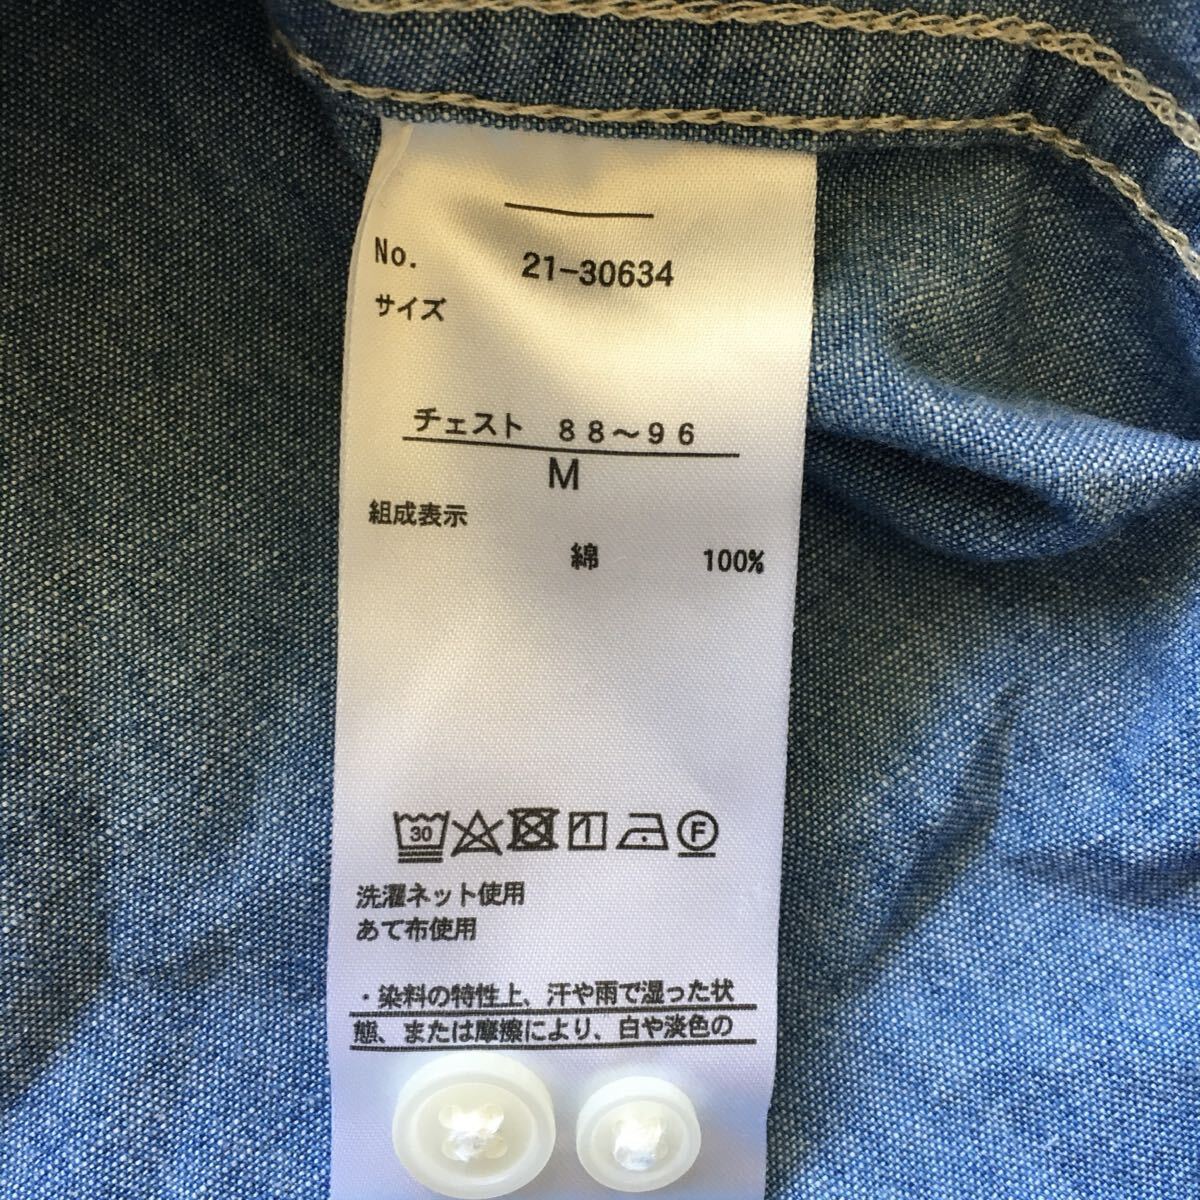 No. 21-30634
サイズ
チェスト 88～96
M
組成表示
綿 100%
30 F
洗濯ネット使用
あて布使用
・染料の特性上、汗や雨で湿った状
態、または摩擦により、白や淡色の